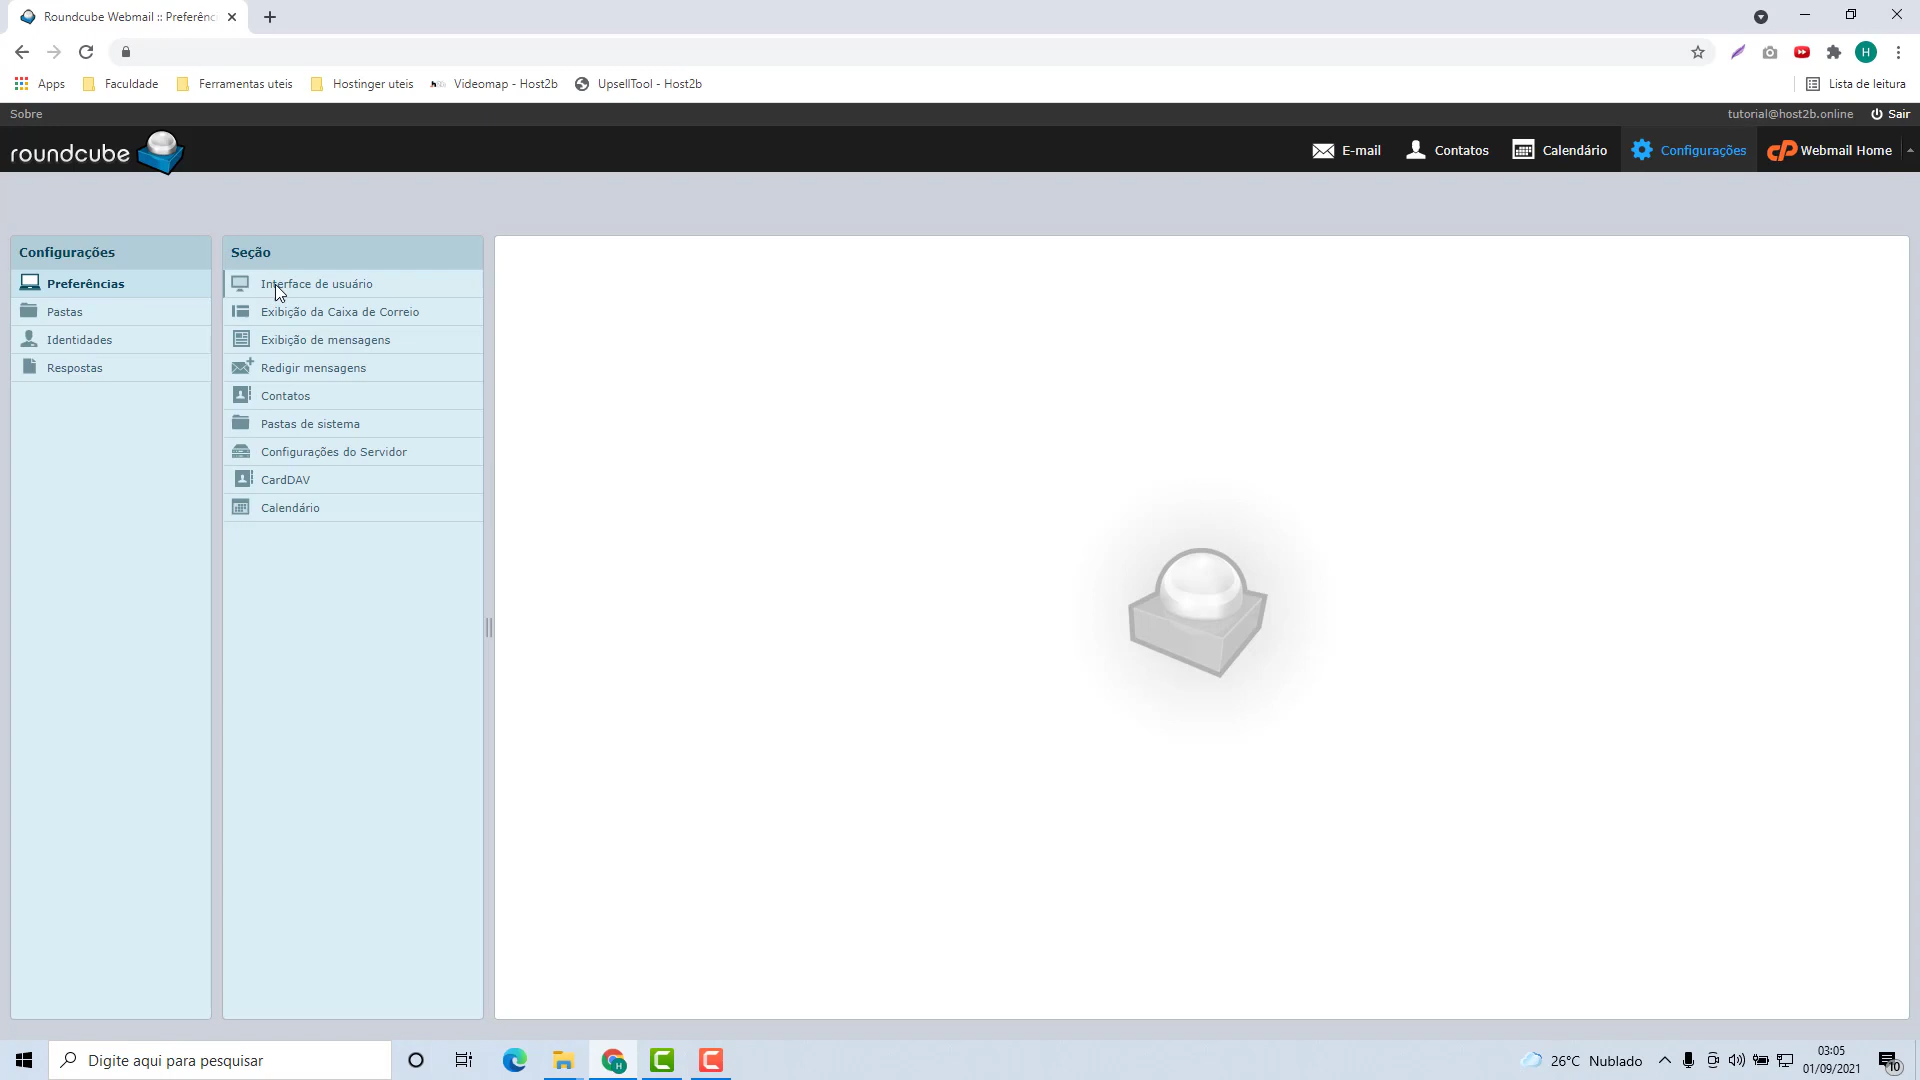 Roundcube Webmail :: Preferênc
H
Apps
Faculdade
Ferramentas uteis
Hostinger uteis
Videomap - Host2b
UpsellTool - Host2b
Lista de leitura
Sobre
tutorial@host2b.online
Sair
roundcube
E-mail
Contatos
Calendário
Configurações
cP Webmail Home
Configurações
Preferências
Pastas
Identidades
Respostas
Seção
Interface de usuário
Exibição da Caixa de Correio
Exibição de mensagens
Redigir mensagens
Contatos
Pastas de sistema
Configurações do Servidor
CardDAV
Calendário
Digite aqui para pesquisar
26°C Nublado
03:05
01/09/2021
10